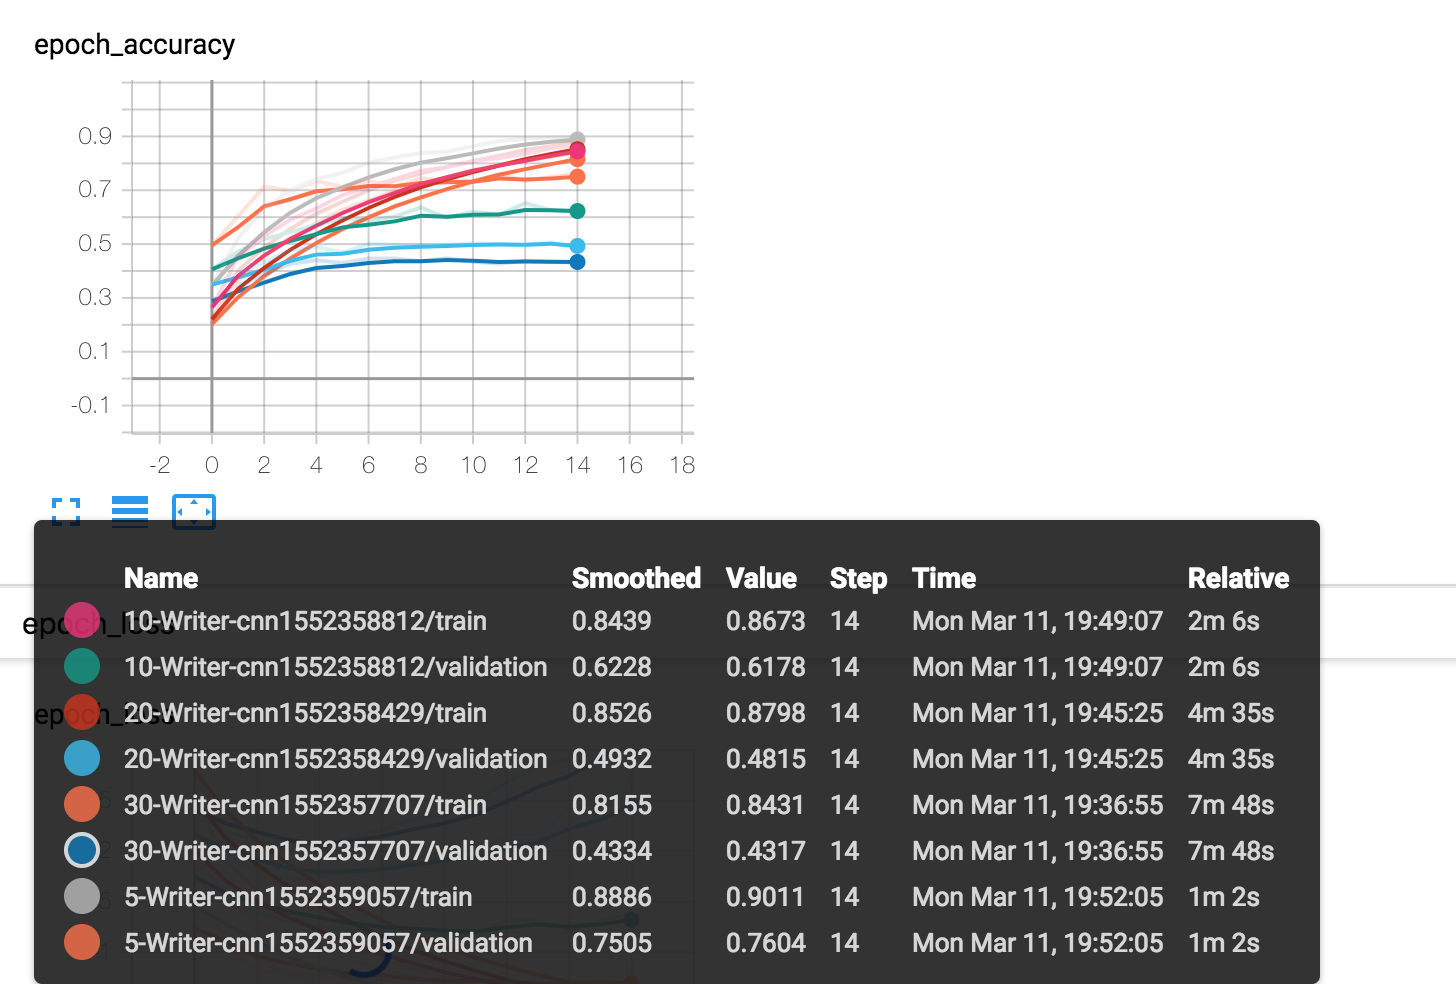 epoch_accuracy
0.9
0.7
0.5
0.3
0.1
-0.1
-2 0 2 4 6 8 10 12 14 16 18
Name Smoothed Value Step Time Relative
10-Writer-cnn1552358812/train 0.8439 0.8673 14 Mon Mar 11, 19:49:07 2m 6s
epoch_loss
10-Writer-cnn1552358812/validation 0.6228 0.6178 14 Mon Mar 11, 19:49:07 2m 6s
20-Writer-cnn1552358429/train 0.8526 0.8798 14 Mon Mar 11, 19:45:25 4m 35s
epoch_loss
20-Writer-cnn1552358429/validation 0.4932 0.4815 14 Mon Mar 11, 19:45:25 4m 35s
30-Writer-cnn1552357707/train 0.8155 0.8431 14 Mon Mar 11, 19:36:55 7m 48s
30-Writer-cnn1552357707/validation 0.4334 0.4317 14 Mon Mar 11, 19:36:55 7m 48s
5-Writer-cnn1552359057/train 0.8886 0.9011 14 Mon Mar 11, 19:52:05 1m 2s
5-Writer-cnn1552359057/validation 0.7505 0.7604 14 Mon Mar 11, 19:52:05 1m 2s